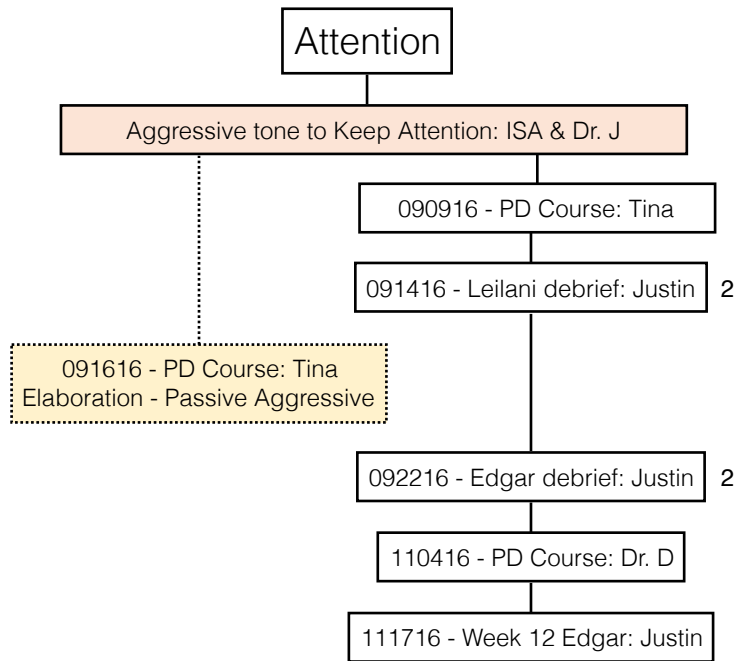 Attention
Aggressive tone to Keep Attention: ISA & Dr. J
090916 - PD Course: Tina
091416 - Leilani debrief: Justin 2
091616 - PD Course: Tina
Elaboration - Passive Aggressive
092216 - Edgar debrief: Justin 2
110416 - PD Course: Dr. D
111716 - Week 12 Edgar: Justin